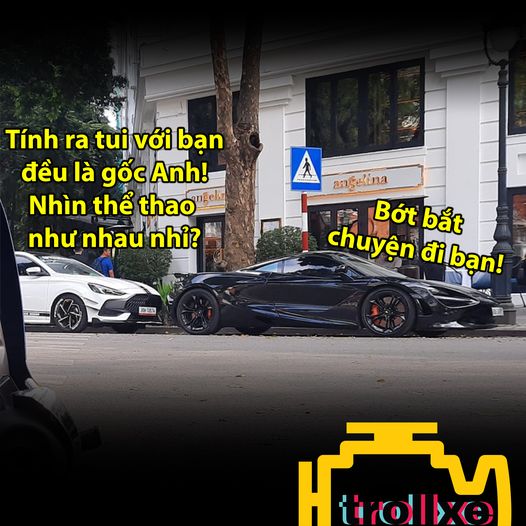 Tính ra tui với bạn
đều là gốc Anh!
Nhìn thể thao
như nhau nhỉ?
Bớt bắt
chuyện đi bạn!
angelina
trollxe